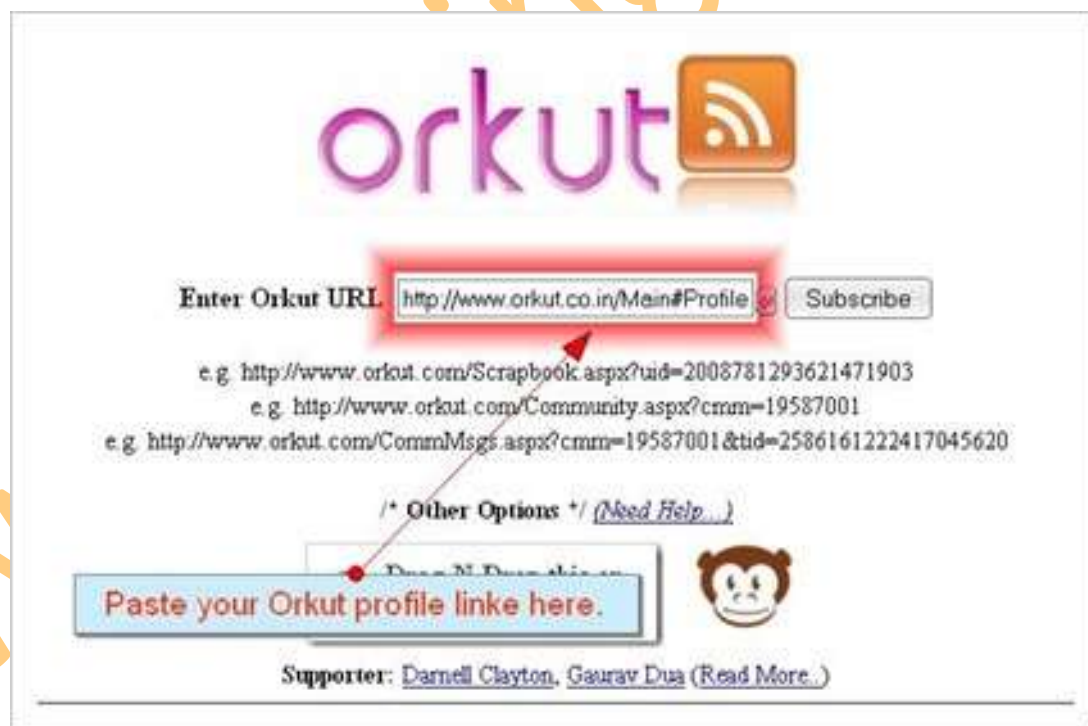 orkut
Enter Orkut URL http://www.orkut.co.in/Main#Profile Subscribe
e.g. http://www.orkut.com/Scrapbook.aspx?uid=2008781293621471903
e.g. http://www.orkut.com/Community.aspx?cmm=19587001
e.g. http://www.orkut.com/CommMsgs.aspx?cmm=19587001&tid=2586161222417045620
/* Other Options */ (Need Help...)
Paste your Orkut profile linke here.
Supporter: Darnell Clayton, Gaurav Dua (Read More..)